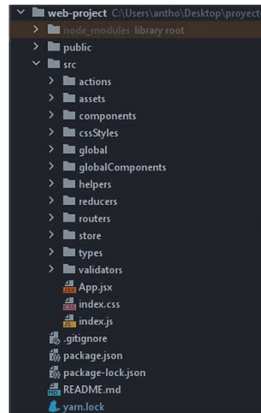 web-project C:\Users\antho\Desktop\proyect
node_modules library root
public
src
actions
assets
components
cssStyles
global
globalComponents
helpers
reducers
routers
store
types
validators
App.jsx
index.css
index.js
.gitignore
package.json
package-lock.json
README.md
yarn.lock